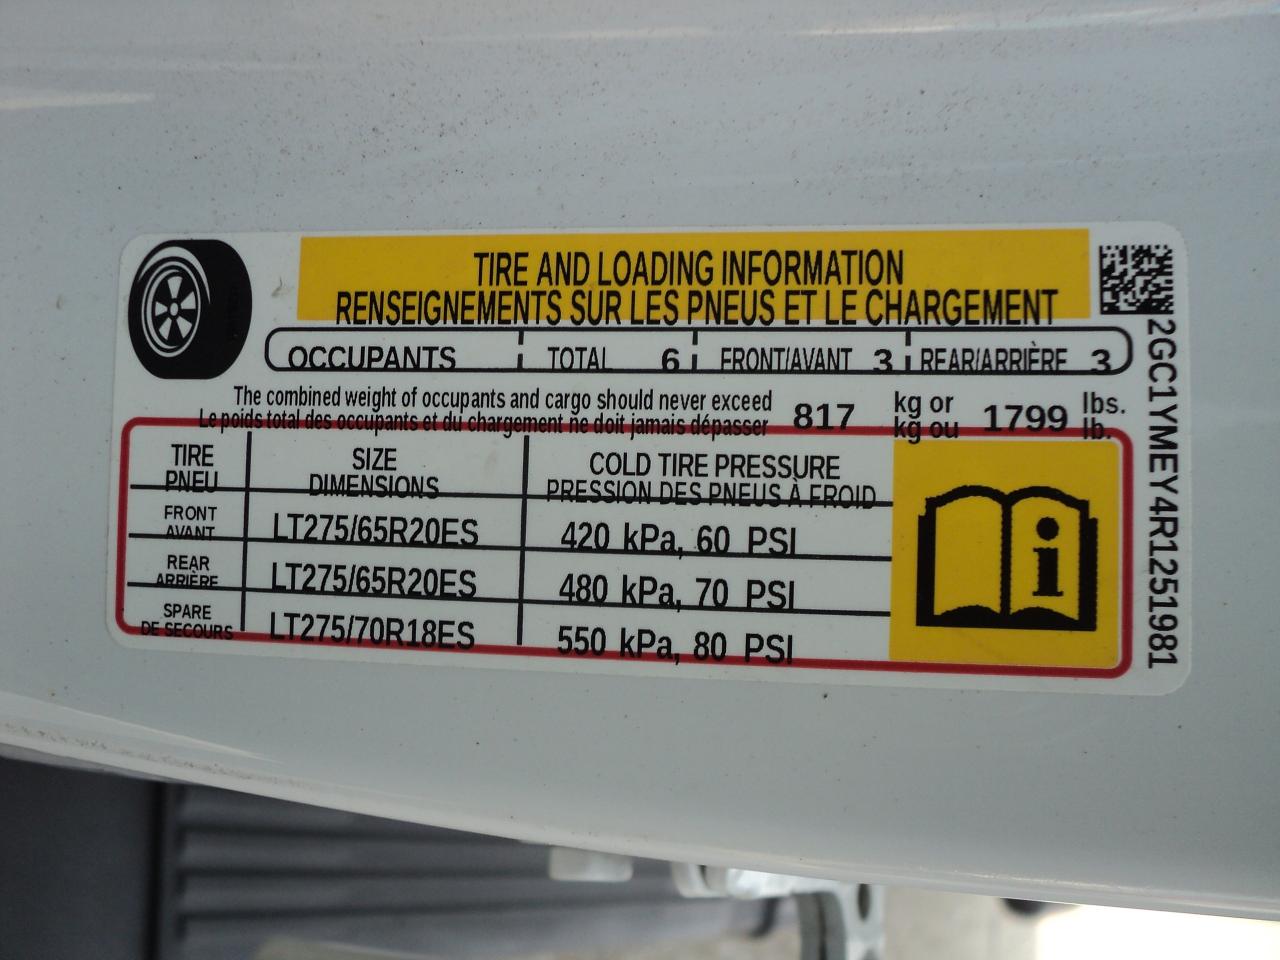 TIRE AND LOADING INFORMATION
RENSEIGNEMENTS SUR LES PNEUS ET LE CHARGEMENT
OCCUPANTS TOTAL 6 FRONT/AVANT 3 REAR/ARRIÈRE 3
The combined weight of occupants and cargo should never exceed 817 kg or 1799 lbs.
Le poids total des occupants et du chargement ne doit jamais dépasser kg ou lb.
TIRE SIZE COLD TIRE PRESSURE
PNEU DIMENSIONS PRESSION DES PNEUS À FROID
FRONT
AVANT LT275/65R20ES 420 kPa, 60 PSI
REAR
ARRIÈRE LT275/65R20ES 480 kPa, 70 PSI
SPARE
DE SECOURS LT275/70R18ES 550 kPa, 80 PSI
i
2GC1YMEY4R1251981